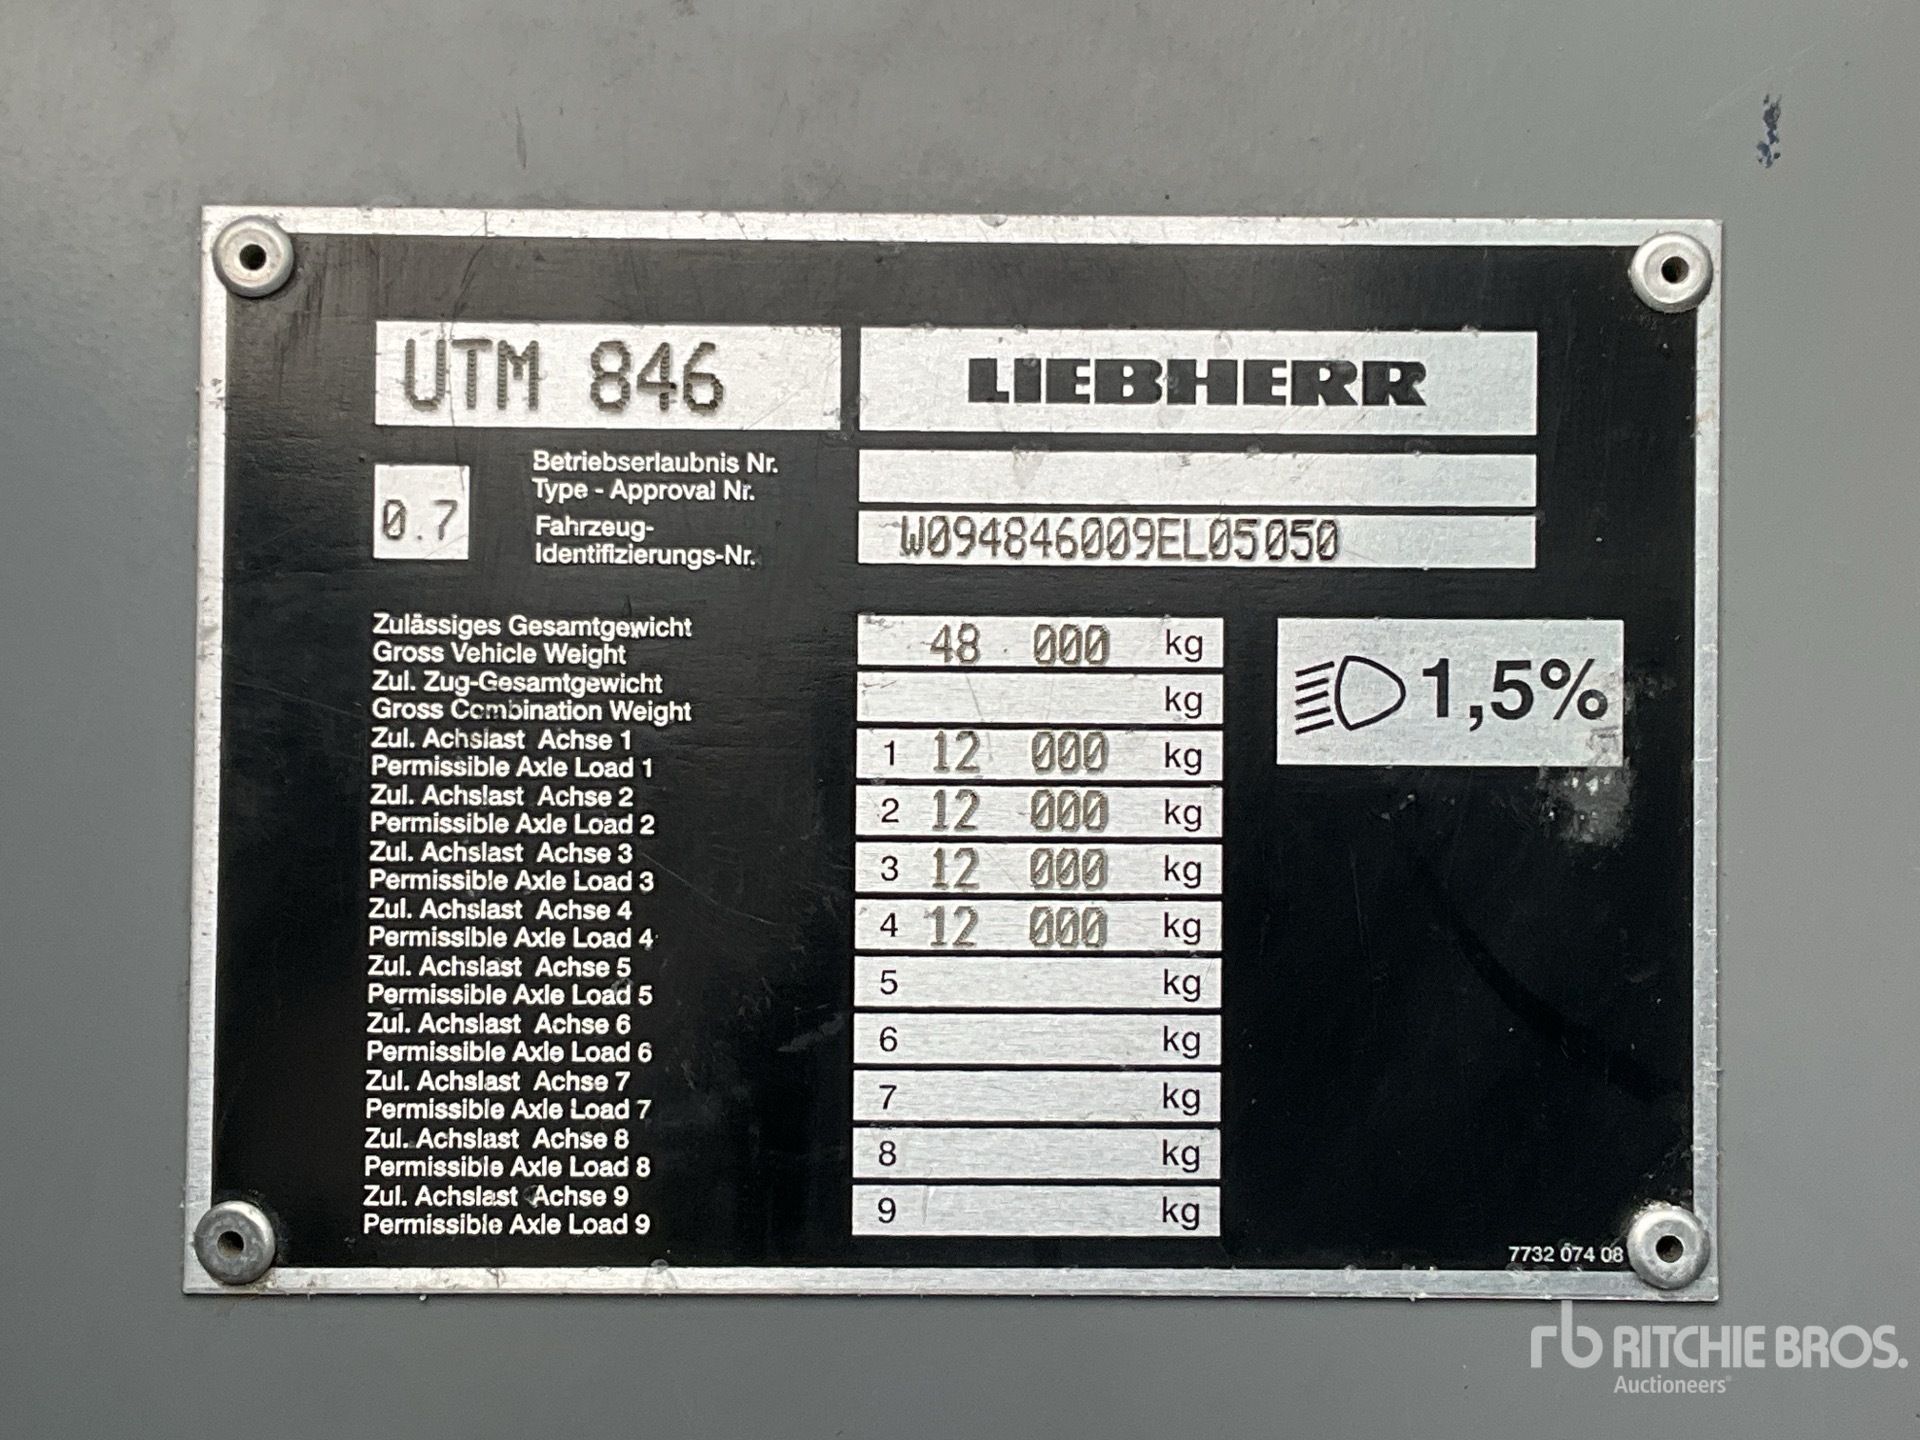 UTM 846
LIEBHERR
0.7
Betriebserlaubnis Nr.
Type - Approval Nr.
Fahrzeug-
Identifizierungs-Nr.
W094846009EL05050
Zulässiges Gesamtgewicht
Gross Vehicle Weight
48 000 kg
1,5%
Zul. Zug-Gesamtgewicht
Gross Combination Weight
kg
Zul. Achslast Achse 1
Permissible Axle Load 1
1 12 000 kg
Zul. Achslast Achse 2
Permissible Axle Load 2
2 12 000 kg
Zul. Achslast Achse 3
Permissible Axle Load 3
3 12 000 kg
Zul. Achslast Achse 4
Permissible Axle Load 4
4 12 000 kg
Zul. Achslast Achse 5
Permissible Axle Load 5
5 kg
Zul. Achslast Achse 6
Permissible Axle Load 6
6 kg
Zul. Achslast Achse 7
Permissible Axle Load 7
7 kg
Zul. Achslast Achse 8
Permissible Axle Load 8
8 kg
Zul. Achslast Achse 9
Permissible Axle Load 9
9 kg
7732 074 08
rb RITCHIE BROS.
Auctioneers